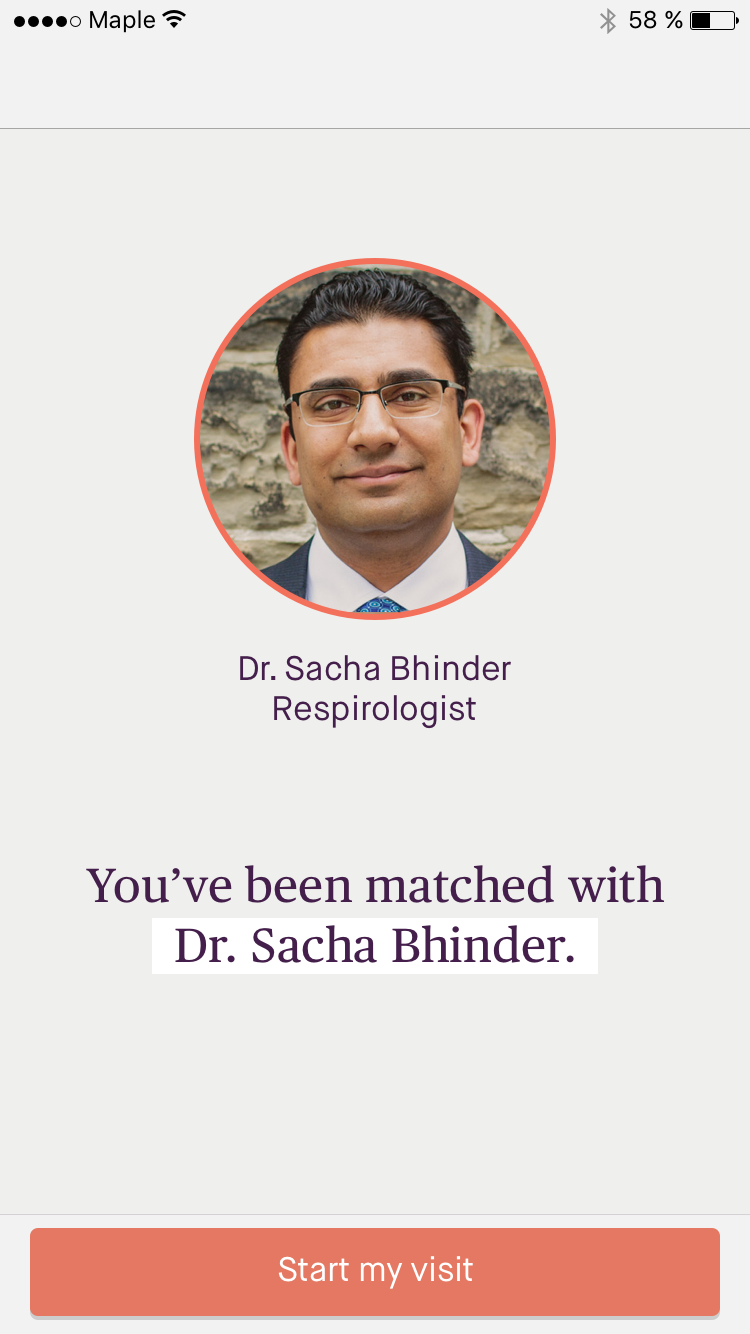 Maple 58 %
Dr. Sacha Bhinder
Respirologist
You’ve been matched with
Dr. Sacha Bhinder.
Start my visit